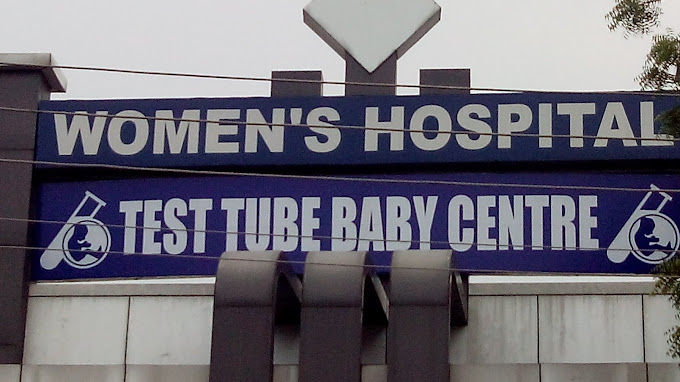 WOMEN'S HOSPITAL
TEST TUBE BABY CENTRE